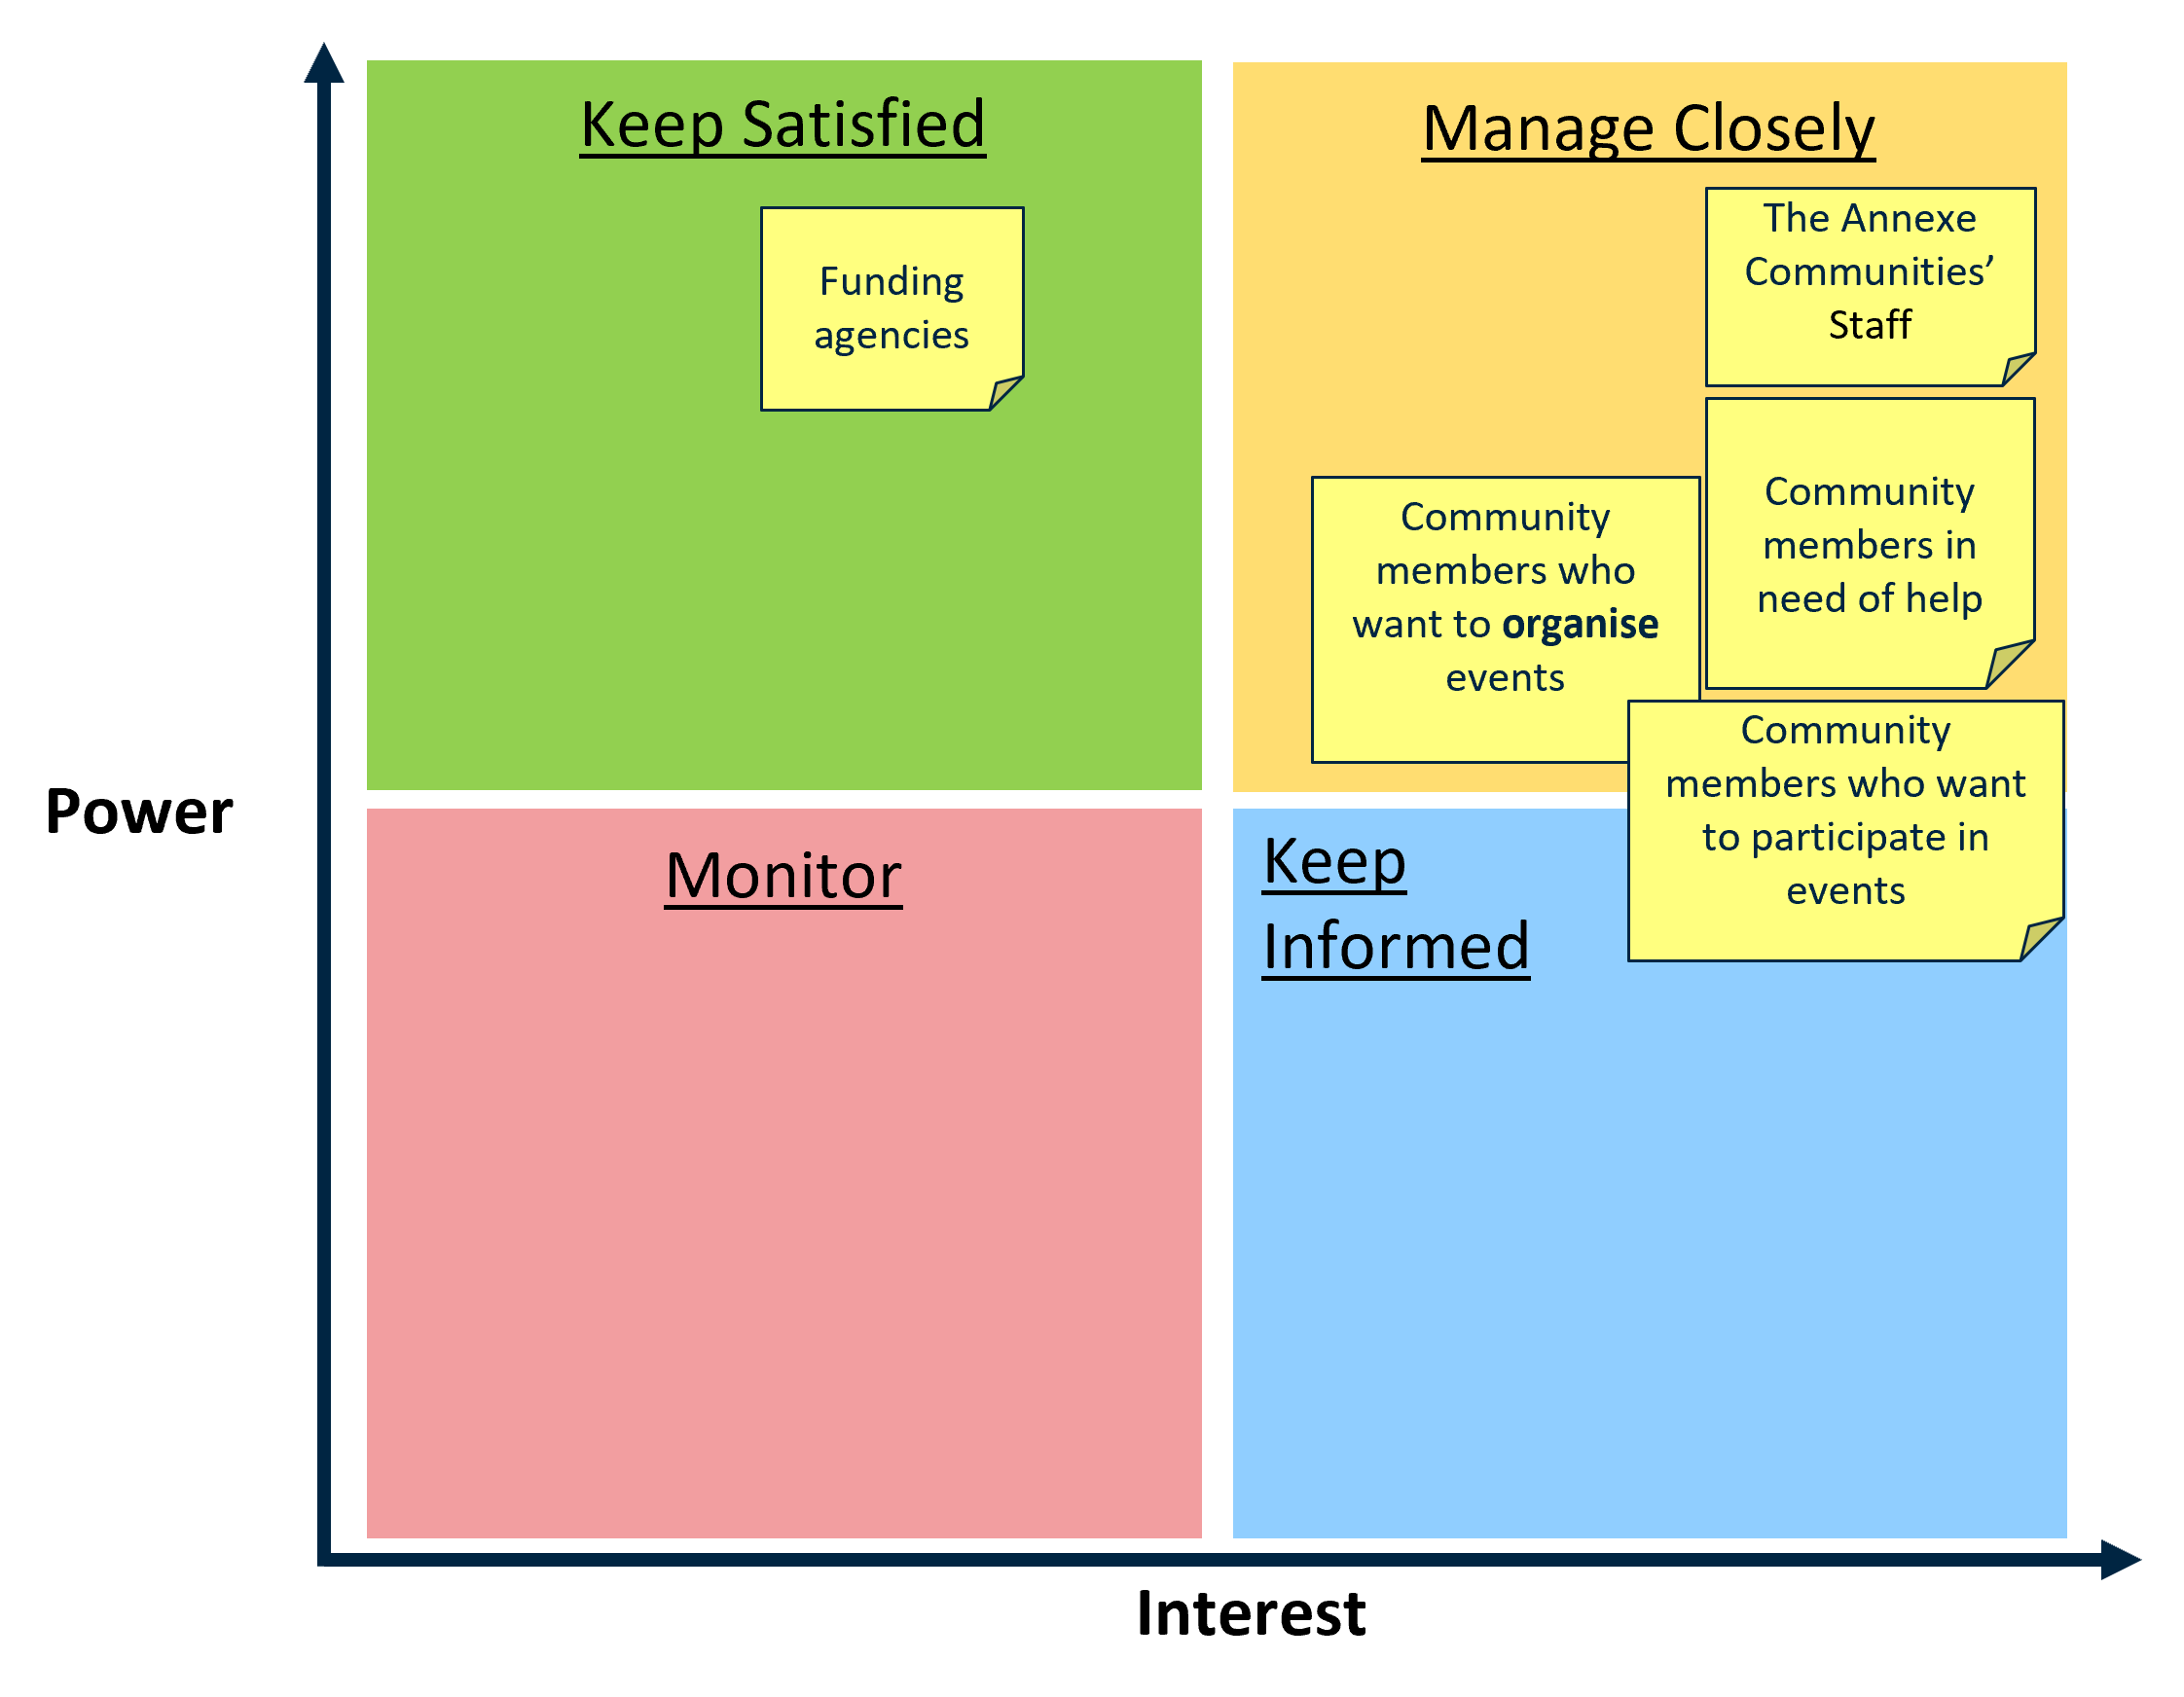 Keep Satisfied
Funding
agencies
Manage Closely
The Annexe
Communities’
Staff
Community
members in
need of help
Community
members who
want to organise
events
Community
members who want
to participate in
events
Power
Monitor
Keep
Informed
Interest